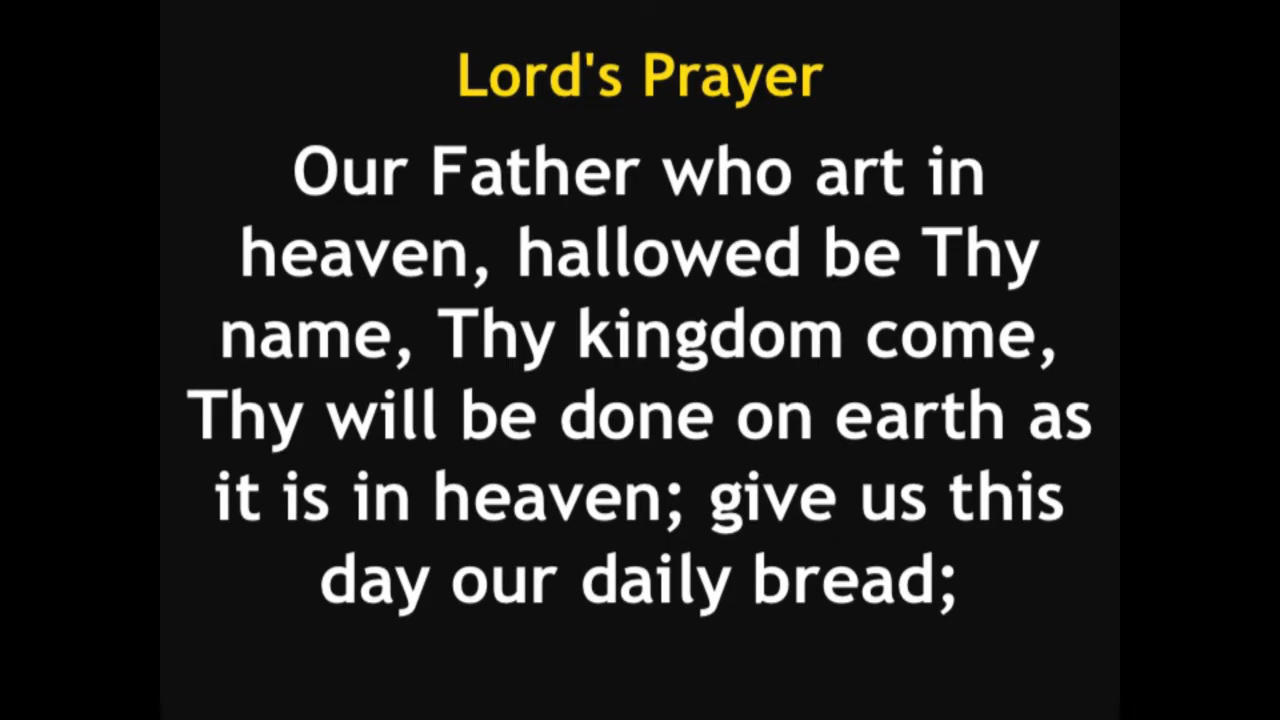 Lord's Prayer
Our Father who art in
heaven, hallowed be Thy
name, Thy kingdom come,
Thy will be done on earth as
it is in heaven; give us this
day our daily bread;